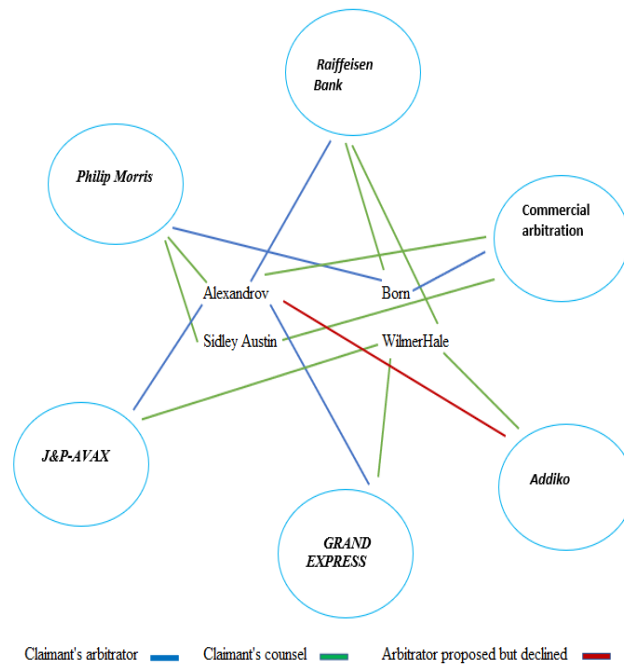 Raiffeisen
Bank
Philip Morris
Commercial
arbitration
Alexandrov
Born
Sidley Austin
WilmerHale
J&P-AVAX
Addiko
GRAND
EXPRESS
Claimant's arbitrator
Claimant's counsel
Arbitrator proposed but declined